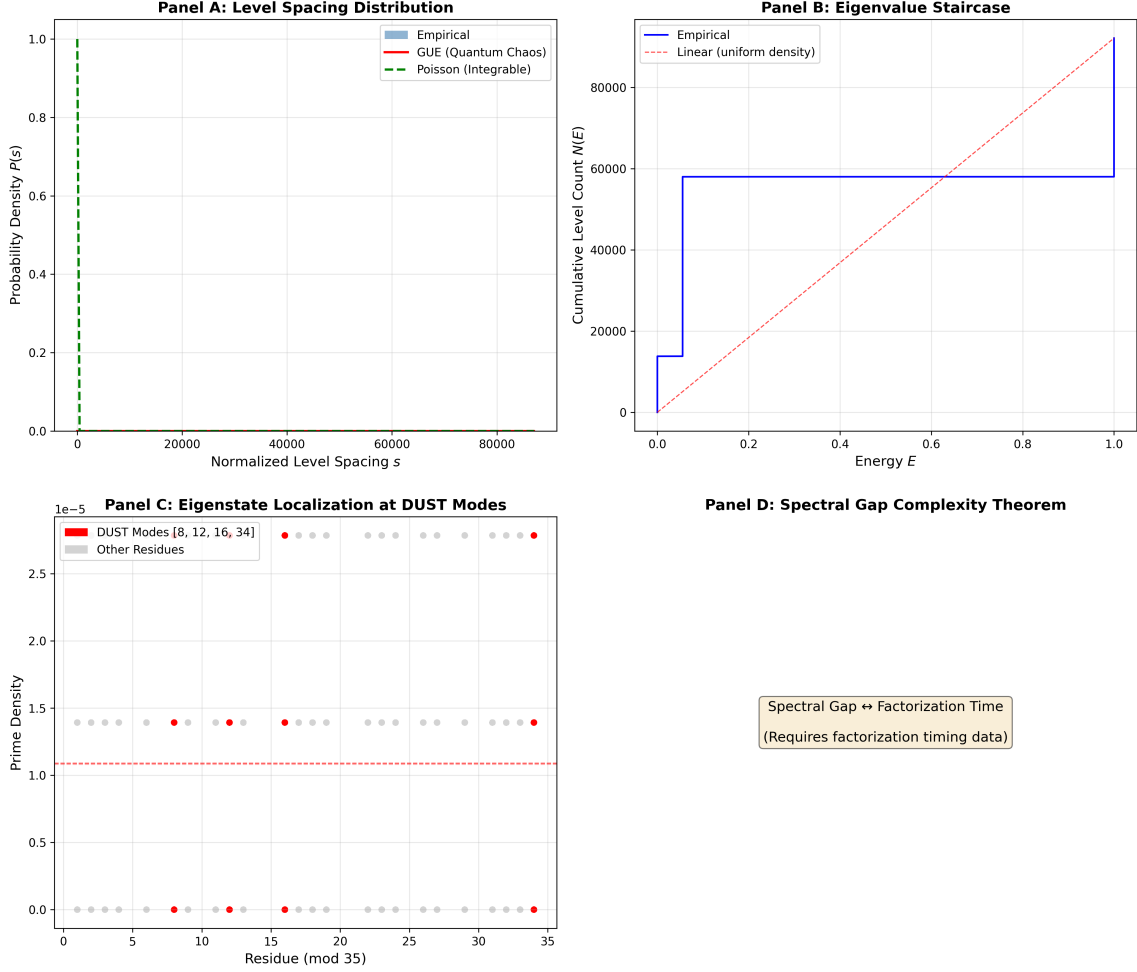 Panel A: Level Spacing Distribution
1.0
0.8
0.6
0.4
0.2
0.0
Probability Density P(s)
Empirical
GUE (Quantum Chaos)
Poisson (Integrable)
0 20000 40000 60000 80000
Normalized Level Spacing s
Panel B: Eigenvalue Staircase
80000
60000
40000
20000
0
Cumulative Level Count N(E)
Empirical
Linear (uniform density)
0.0 0.2 0.4 0.6 0.8 1.0
Energy E
Panel C: Eigenstate Localization at DUST Modes
1e−5
2.5
2.0
1.5
1.0
0.5
0.0
Prime Density
DUST Modes [8, 12, 16, 34]
Other Residues
0 5 10 15 20 25 30 35
Residue (mod 35)
Panel D: Spectral Gap Complexity Theorem
Spectral Gap ↔ Factorization Time
(Requires factorization timing data)